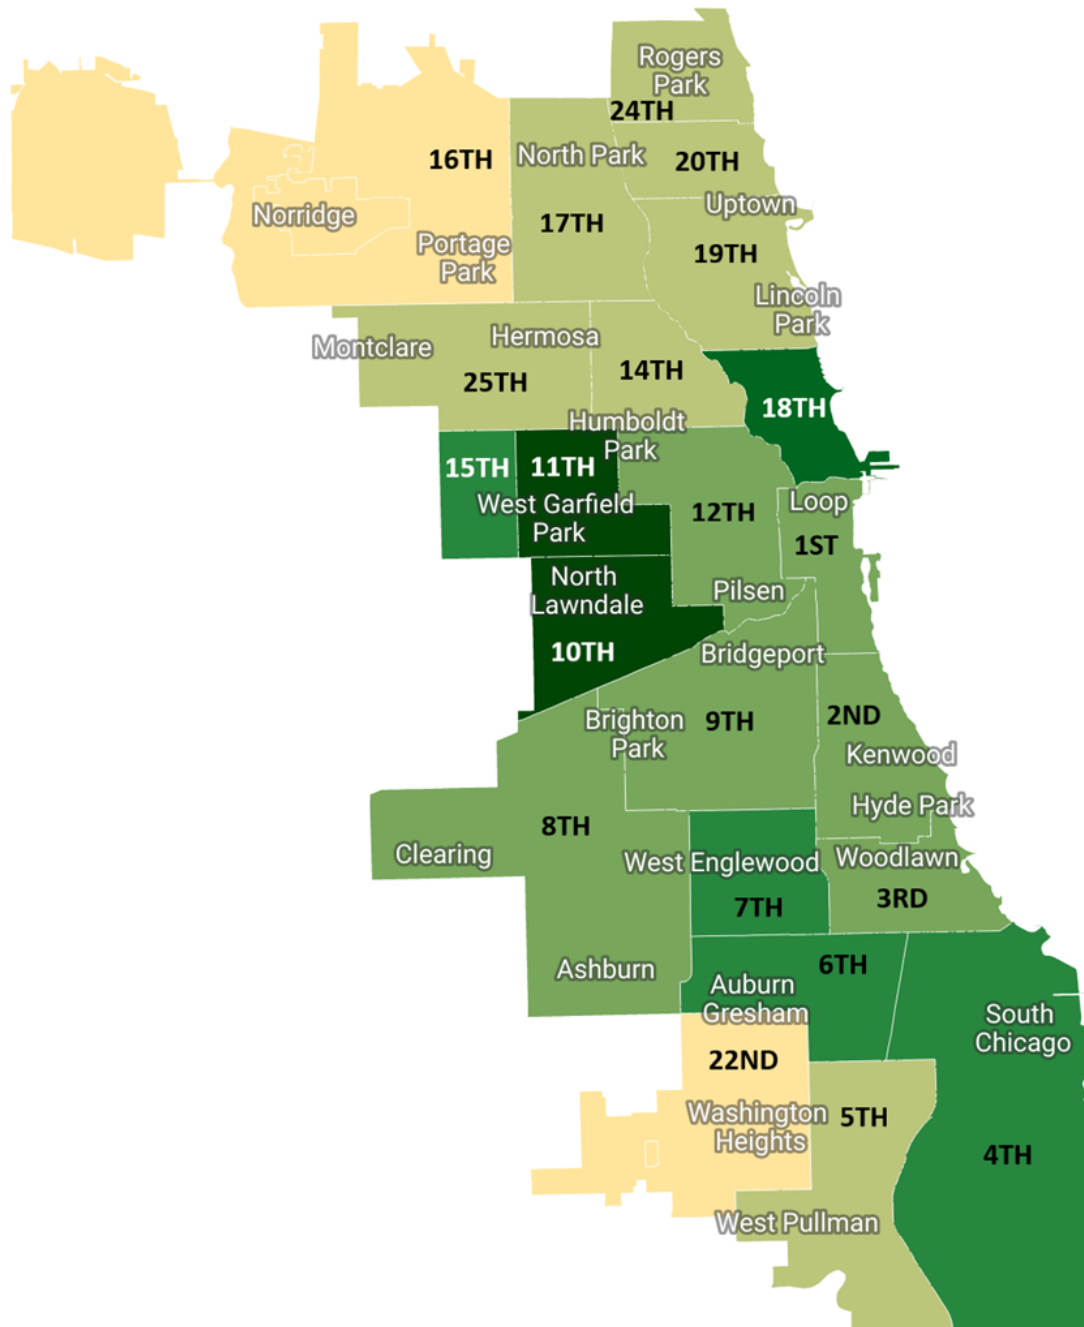 Rogers
Park
24TH
16TH
North Park
20TH
Norridge
Uptown
17TH
Portage
Park
19TH
Lincoln
Park
Montclare
Hermosa
25TH
14TH
18TH
Humboldt
Park
15TH
11TH
West Garfield
Park
Loop
12TH
1ST
North
Lawndale
Pilsen
10TH
Bridgeport
Brighton
Park
9TH
2ND
Kenwood
Hyde Park
8TH
Clearing
West Englewood
Woodlawn
7TH
3RD
Ashburn
6TH
Auburn
Gresham
South
Chicago
22ND
Washington
Heights
5TH
4TH
West Pullman